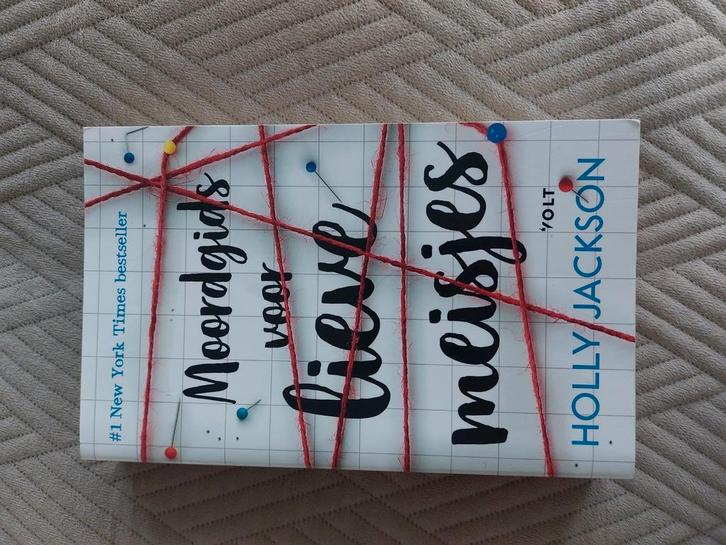 #1 New York Times bestseller
Moordgids
voor
lieve
meisjes
VOLT
HOLLY JACKSON